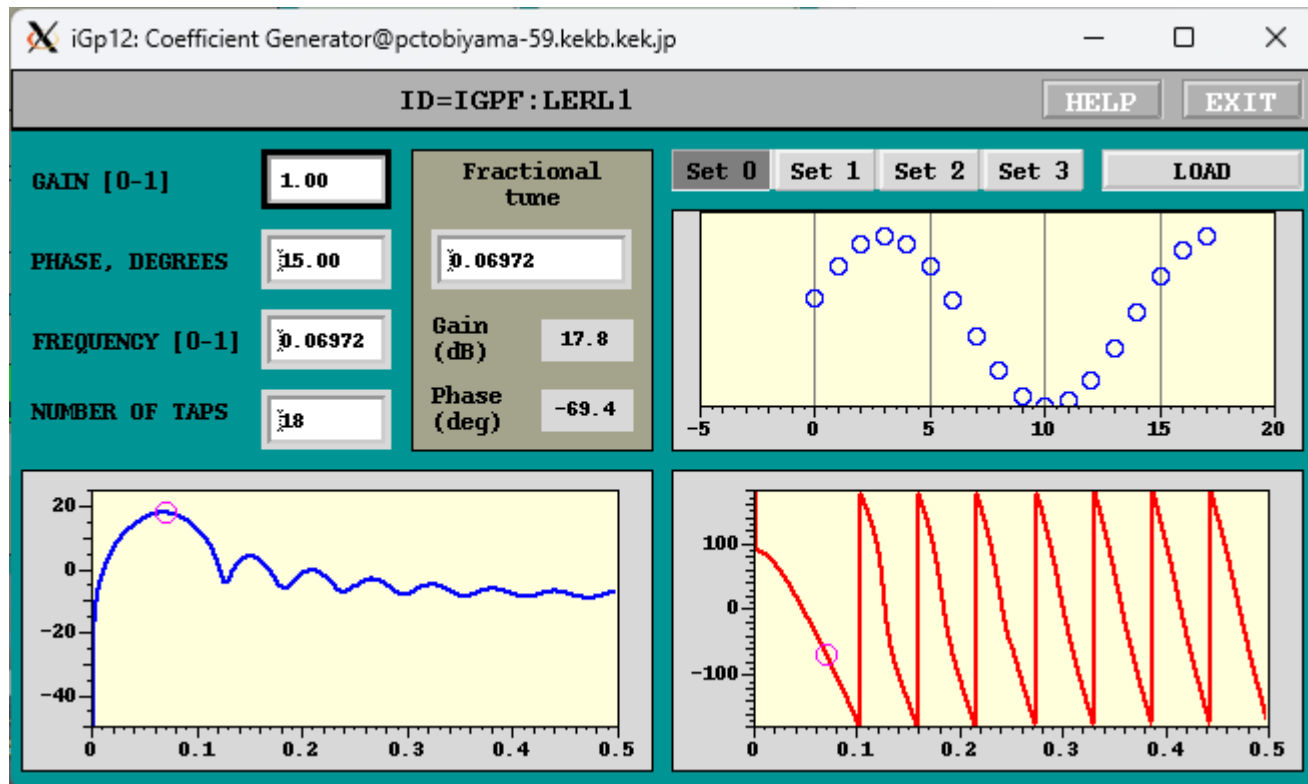 iGp12: Coefficient Generator@pctobiyama-59.kekb.kek.jp
ID=IGPF:LERL1
HELP
EXIT
GAIN [0-1]
1.00
PHASE, DEGREES
15.00
FREQUENCY [0-1]
0.06972
NUMBER OF TAPS
18
Fractional
tune
0.06972
Gain
(dB)
17.8
Phase
(deg)
-69.4
Set 0
Set 1
Set 2
Set 3
LOAD
-5 0 5 10 15 20
20
0
-20
-40
0 0.1 0.2 0.3 0.4 0.5
100
0
-100
0 0.1 0.2 0.3 0.4 0.5